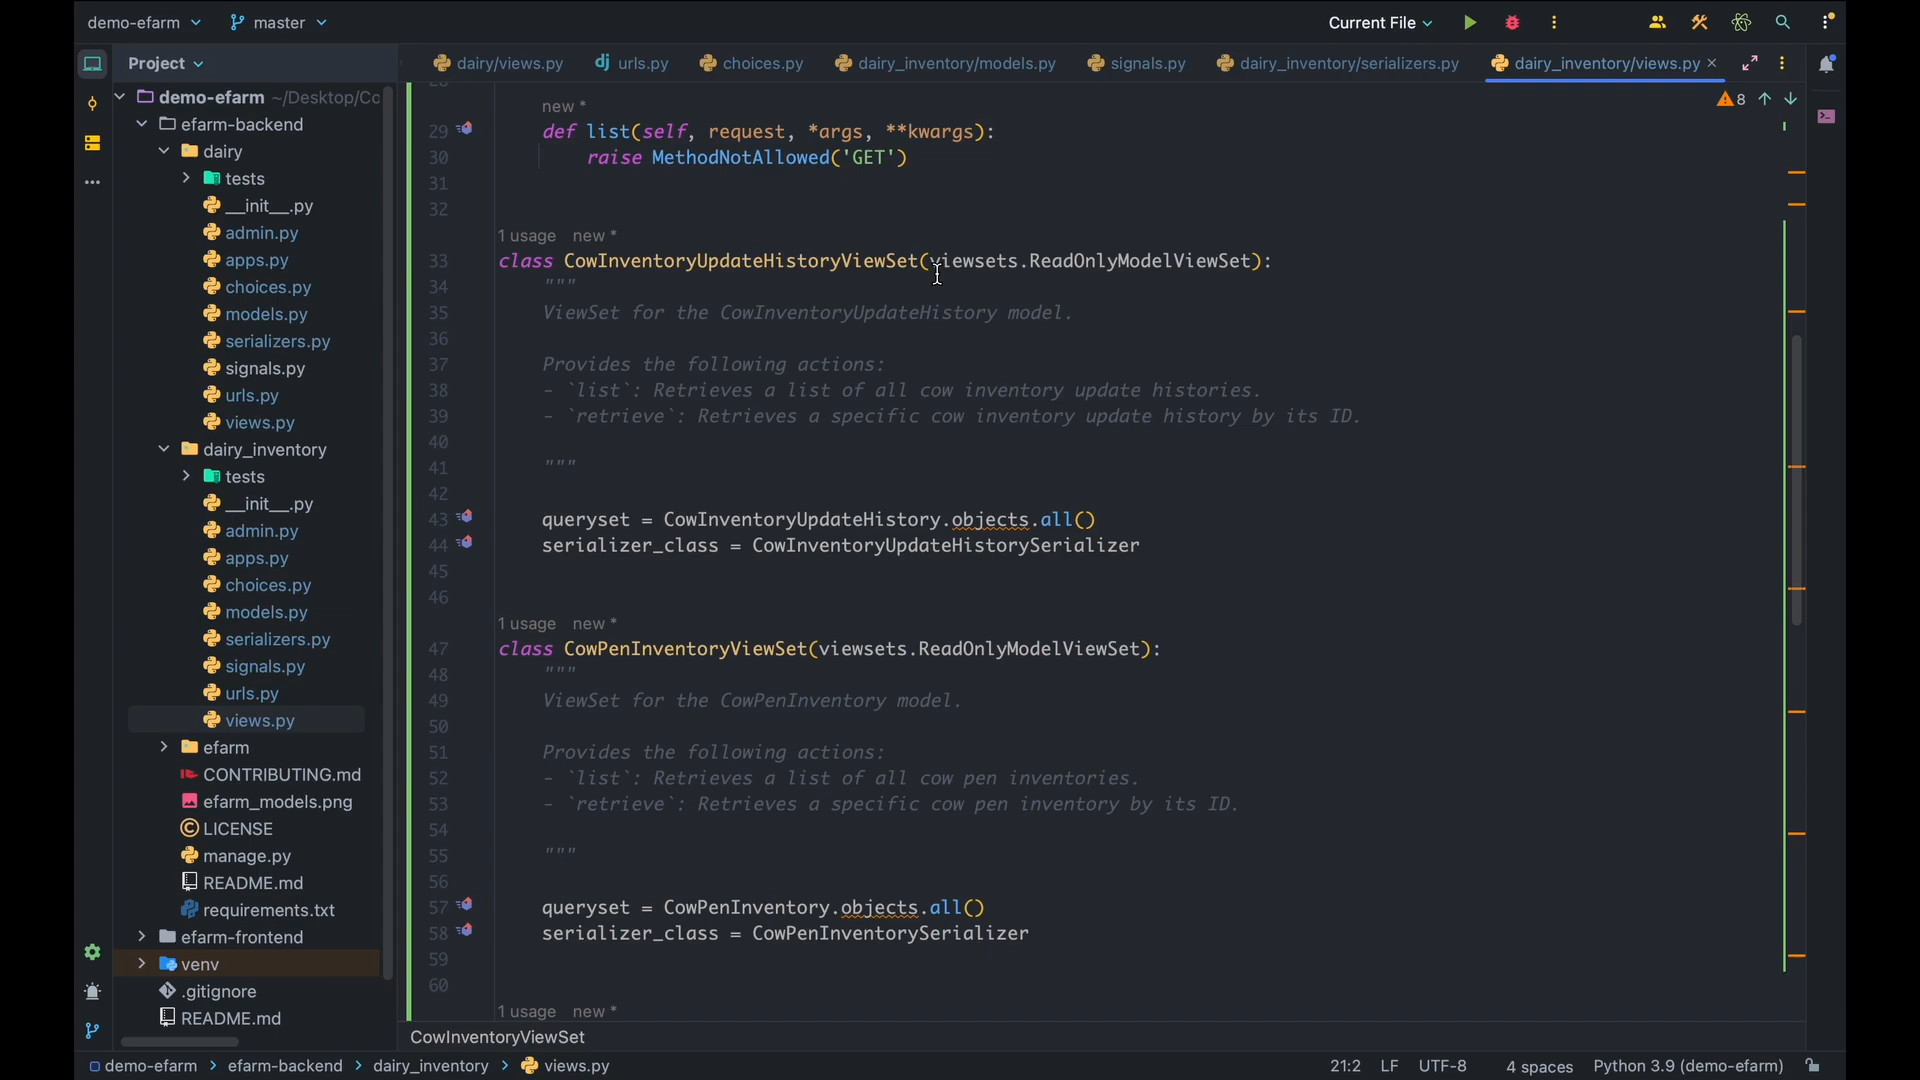 demo-efarm
master
Current File
Project
dairy/views.py
urls.py
choices.py
dairy_inventory/models.py
signals.py
dairy_inventory/serializers.py
dairy_inventory/views.py
demo-efarm ~/Desktop/Co
efarm-backend
dairy
tests
__init__.py
admin.py
apps.py
choices.py
models.py
serializers.py
signals.py
urls.py
views.py
dairy_inventory
tests
__init__.py
admin.py
apps.py
choices.py
models.py
serializers.py
signals.py
urls.py
views.py
efarm
CONTRIBUTING.md
efarm_models.png
LICENSE
manage.py
README.md
requirements.txt
efarm-frontend
venv
.gitignore
README.md
8
new *
29 def list(self, request, *args, **kwargs):
30 raise MethodNotAllowed('GET')
31
32
1 usage new *
33 class CowInventoryUpdateHistoryViewSet(viewsets.ReadOnlyModelViewSet):
34 """
35 ViewSet for the CowInventoryUpdateHistory model.
36
37 Provides the following actions:
38 - `list`: Retrieves a list of all cow inventory update histories.
39 - `retrieve`: Retrieves a specific cow inventory update history by its ID.
40
41 """
42
43 queryset = CowInventoryUpdateHistory.objects.all()
44 serializer_class = CowInventoryUpdateHistorySerializer
45
46
1 usage new *
47 class CowPenInventoryViewSet(viewsets.ReadOnlyModelViewSet):
48 """
49 ViewSet for the CowPenInventory model.
50
51 Provides the following actions:
52 - `list`: Retrieves a list of all cow pen inventories.
53 - `retrieve`: Retrieves a specific cow pen inventory by its ID.
54
55 """
56
57 queryset = CowPenInventory.objects.all()
58 serializer_class = CowPenInventorySerializer
59
60
1 usage new *
CowInventoryViewSet
demo-efarm > efarm-backend > dairy_inventory > views.py
21:2 LF UTF-8 4 spaces Python 3.9 (demo-efarm)